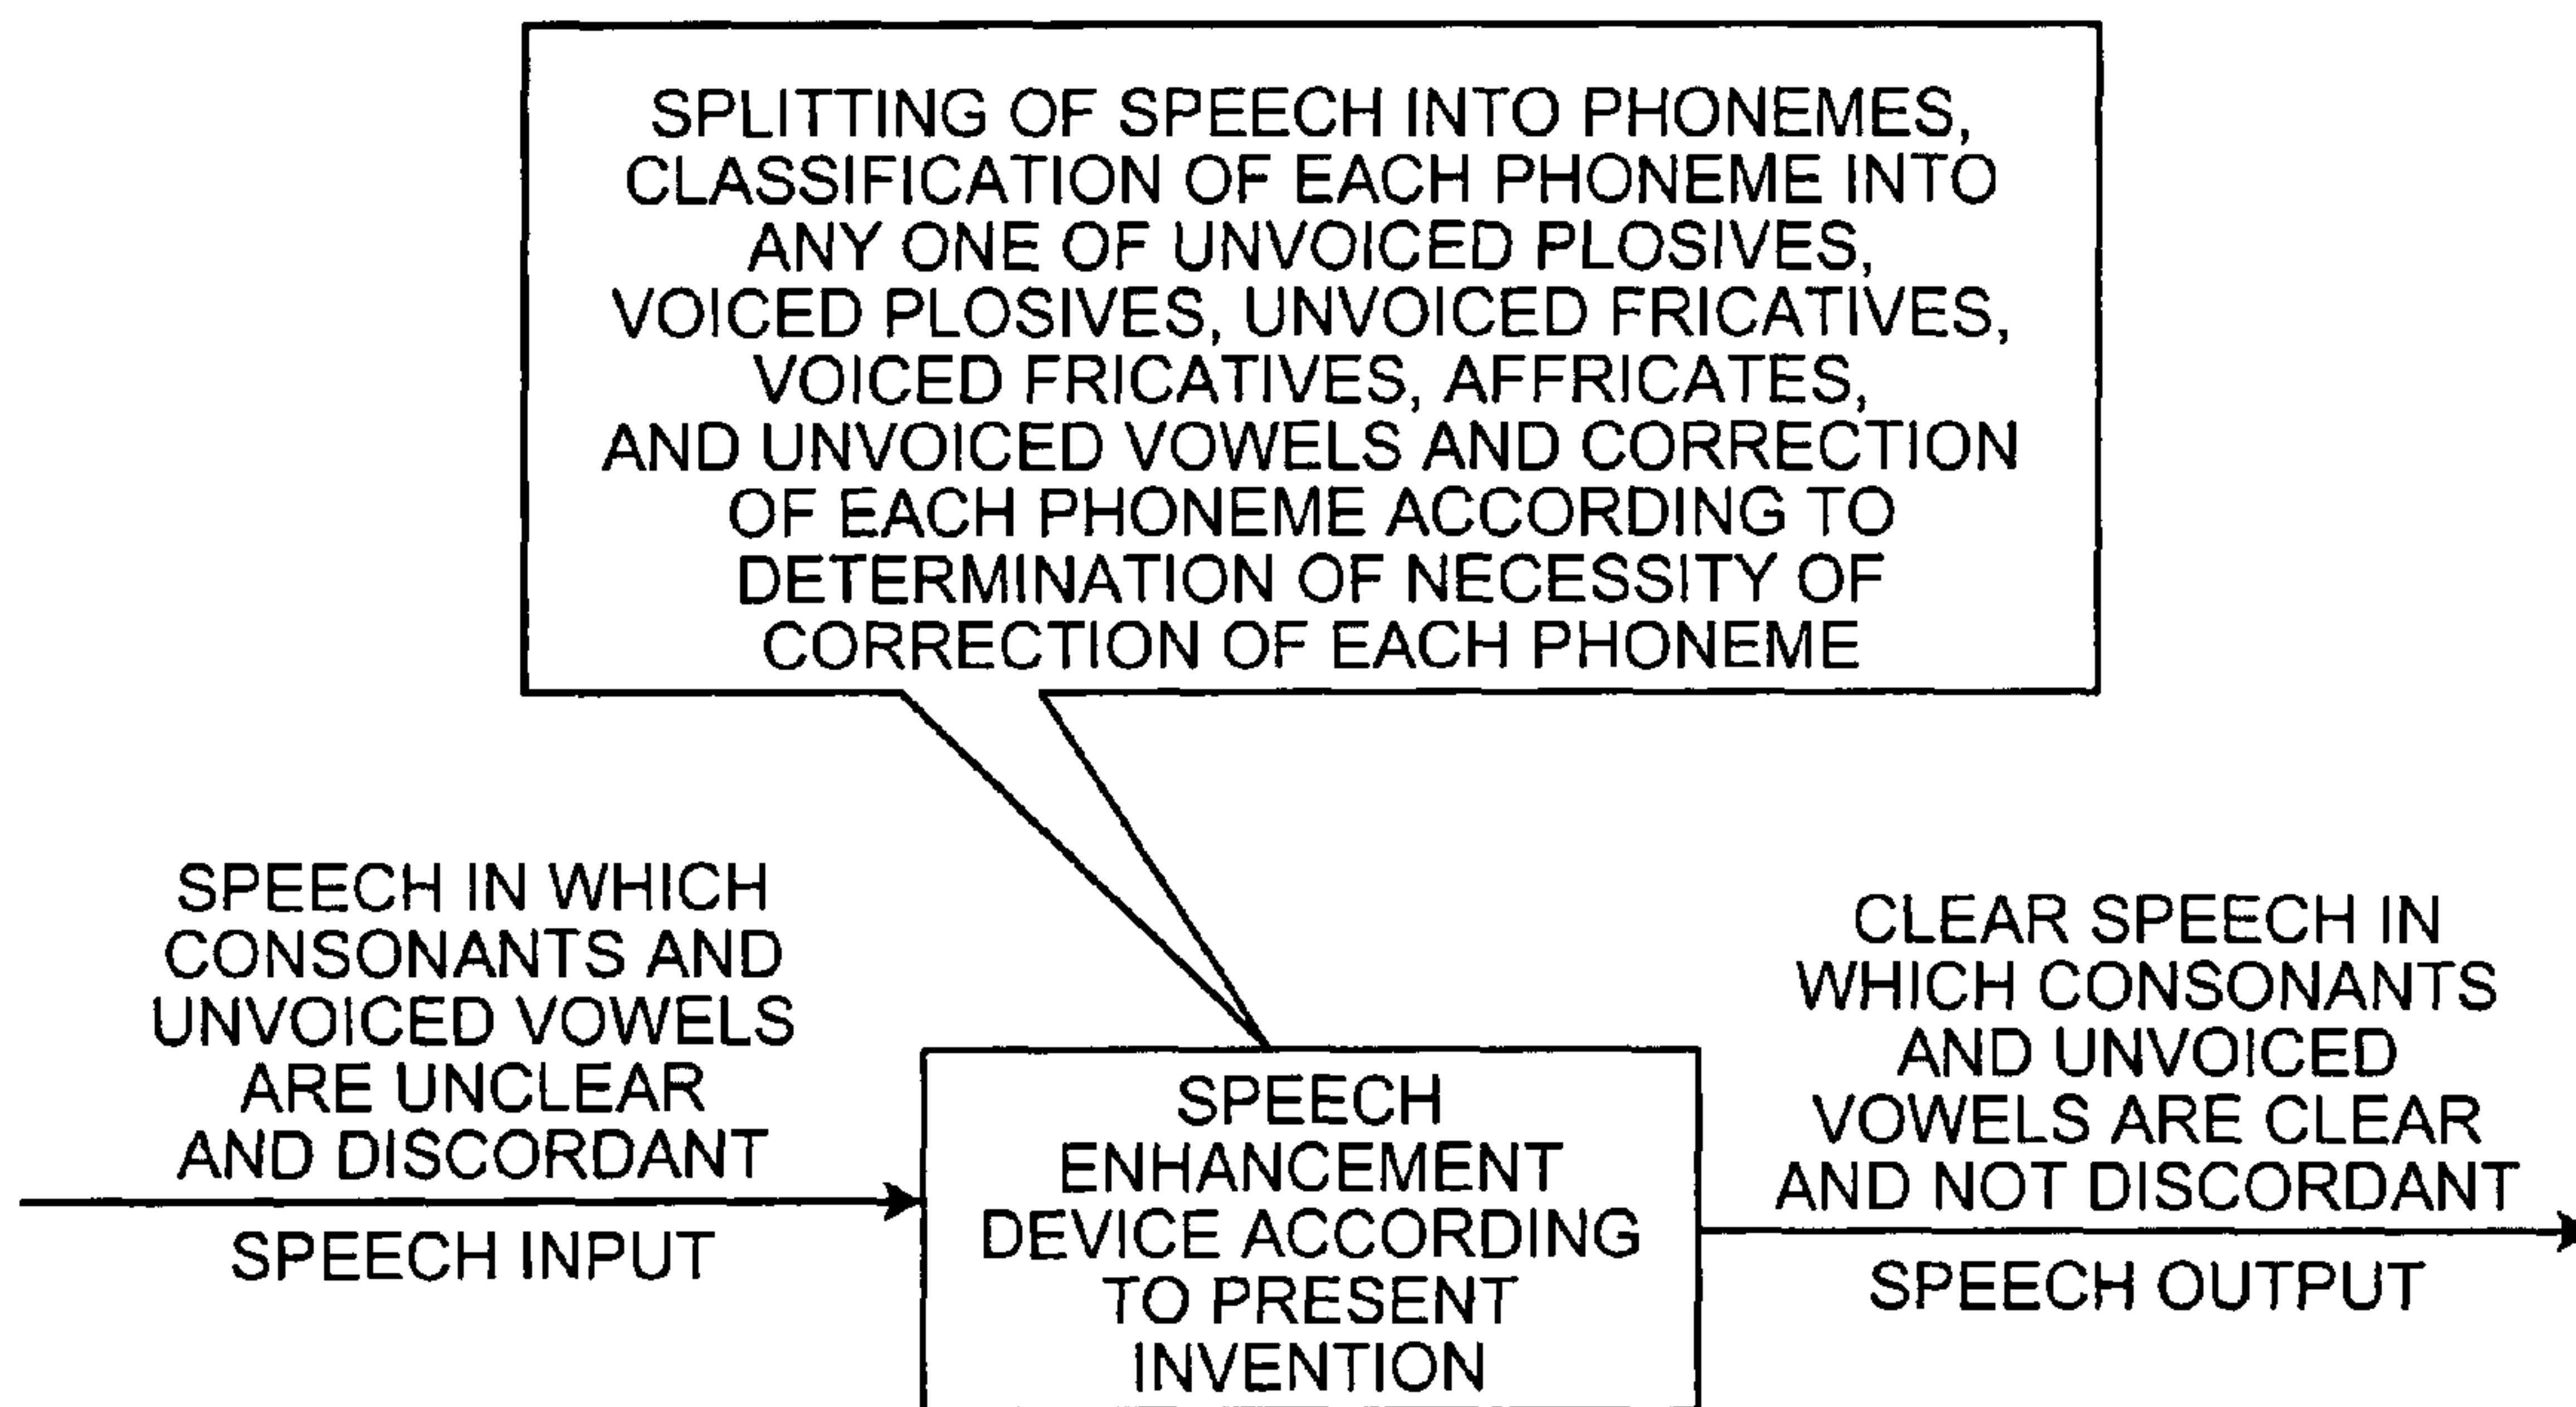 SPLITTING OF SPEECH INTO PHONEMES,
CLASSIFICATION OF EACH PHONEME INTO
ANY ONE OF UNVOICED PLOSIVES,
VOICED PLOSIVES, UNVOICED FRICATIVES,
VOICED FRICATIVES, AFFRICATES,
AND UNVOICED VOWELS AND CORRECTION
OF EACH PHONEME ACCORDING TO
DETERMINATION OF NECESSITY OF
CORRECTION OF EACH PHONEME
SPEECH IN WHICH
CONSONANTS AND
UNVOICED VOWELS
ARE UNCLEAR
AND DISCORDANT
SPEECH INPUT
SPEECH
ENHANCEMENT
DEVICE ACCORDING
TO PRESENT
INVENTION
CLEAR SPEECH IN
WHICH CONSONANTS
AND UNVOICED
VOWELS ARE CLEAR
AND NOT DISCORDANT
SPEECH OUTPUT